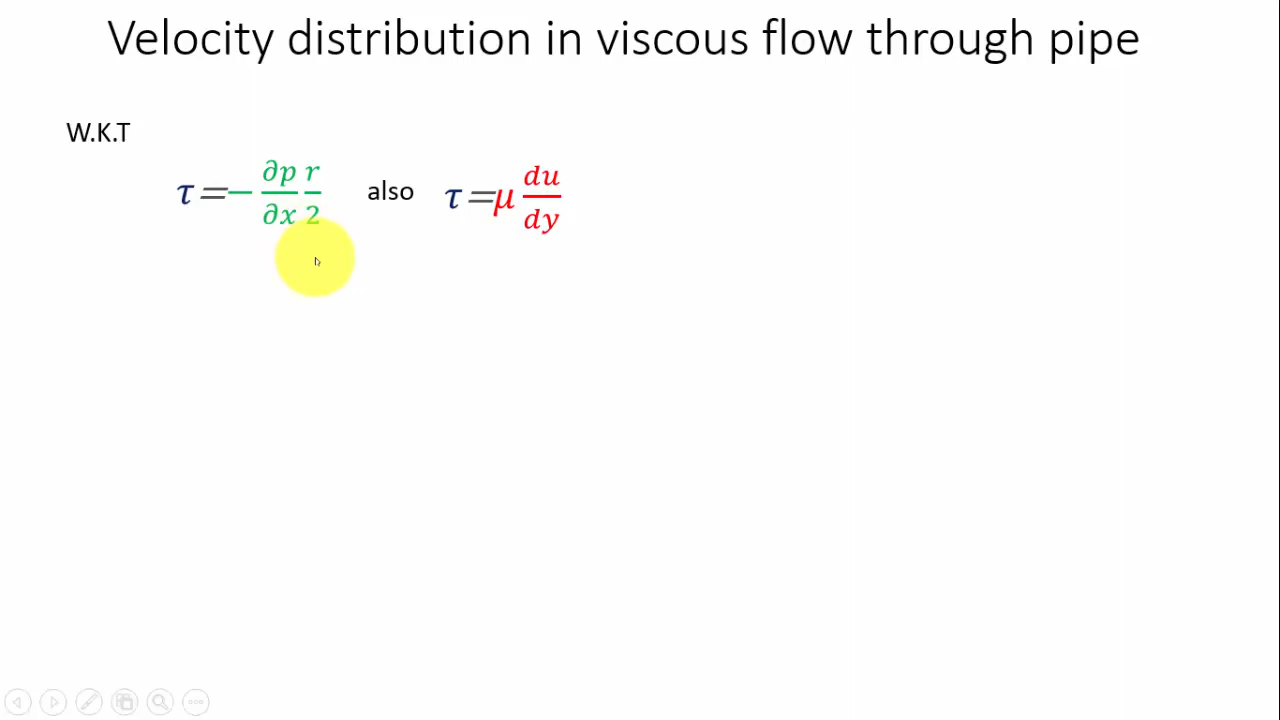 Velocity distribution in viscous flow through pipe
W.K.T
τ = − ∂p/∂x r/2 also τ = μ du/dy